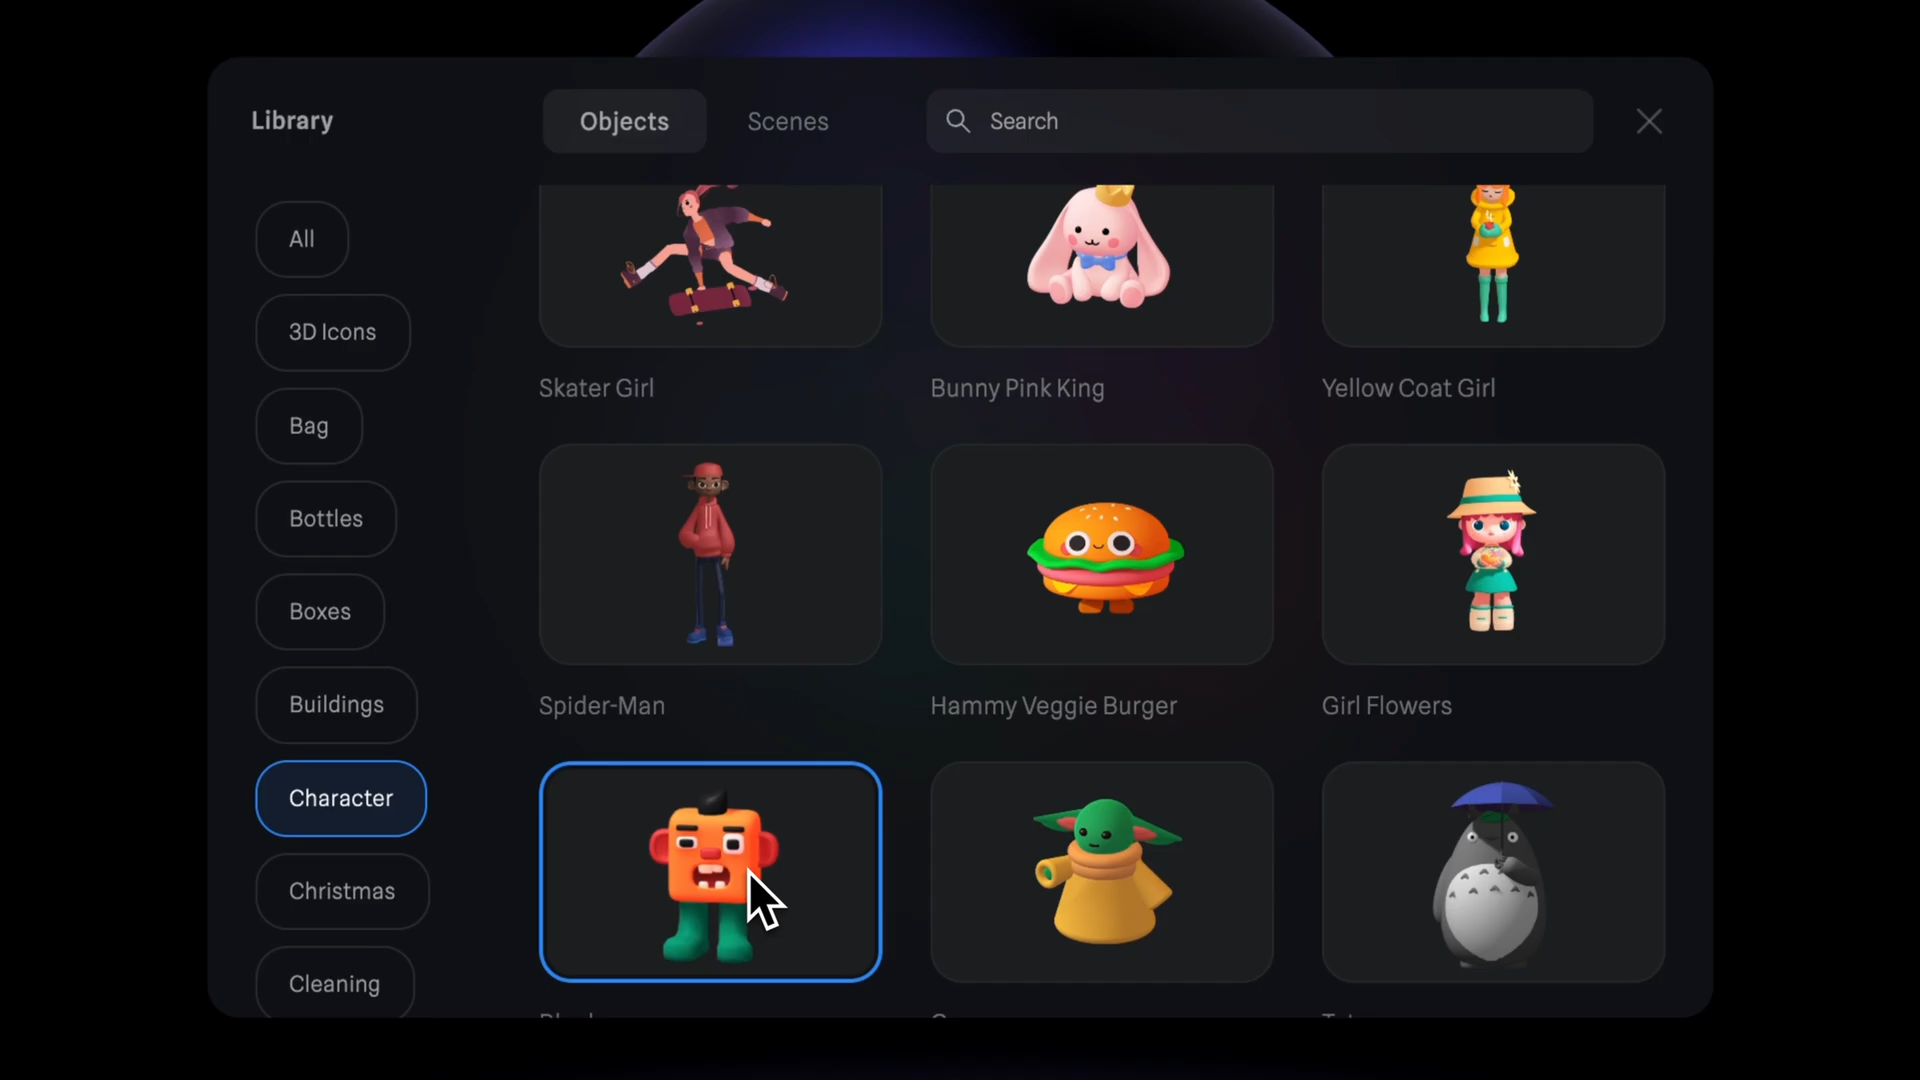 Library
Objects
Scenes
Search
All
3D Icons
Bag
Bottles
Boxes
Buildings
Character
Christmas
Cleaning
Skater Girl
Bunny Pink King
Yellow Coat Girl
Spider-Man
Hammy Veggie Burger
Girl Flowers